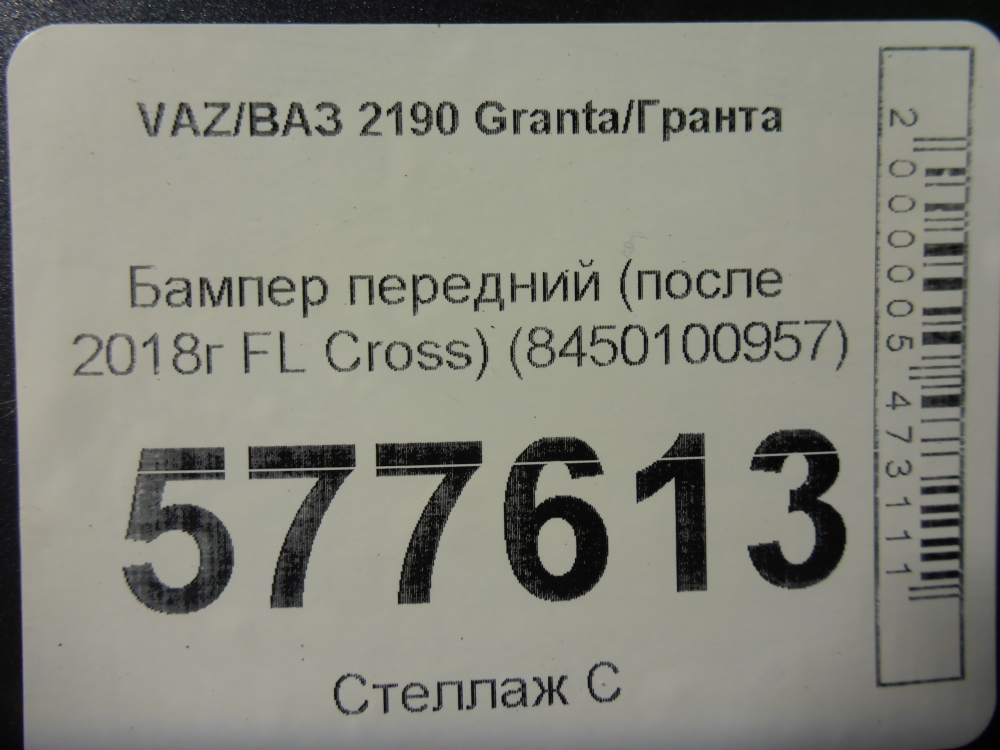 VAZ/ВАЗ 2190 Granta/Гранта
Бампер передний (после
2018г FL Cross) (8450100957)
577613
Стеллаж С
2000005473111